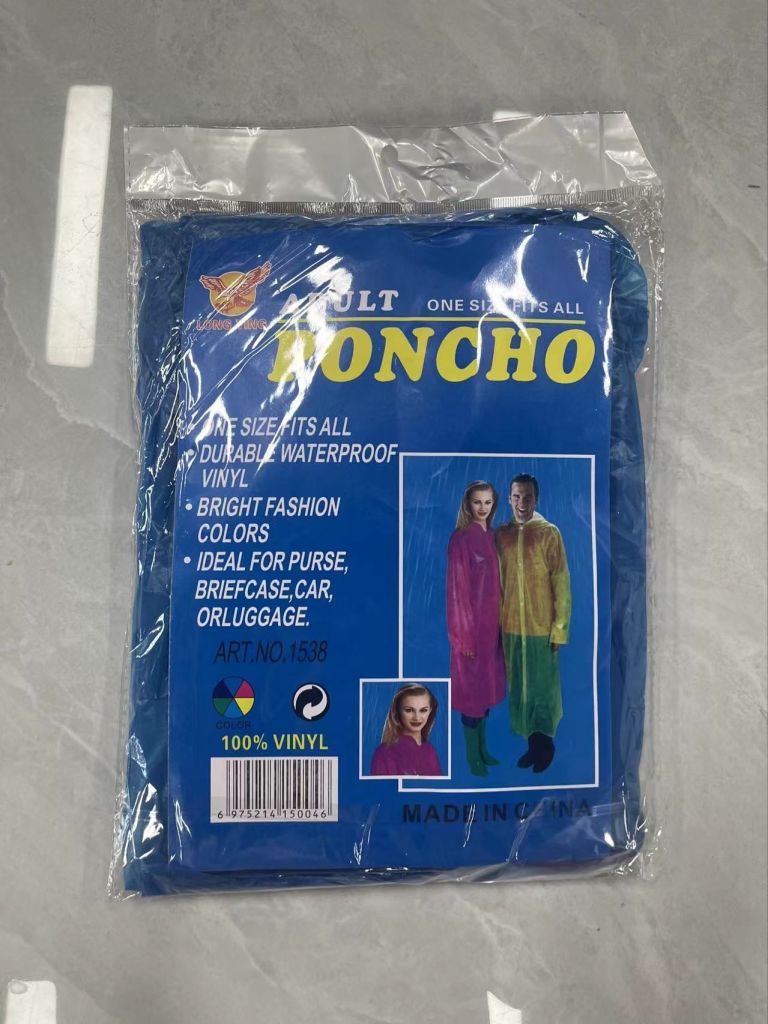 LONG YING
ADULT ONE SIZE FITS ALL
PONCHO
• ONE SIZE FITS ALL
• DURABLE WATERPROOF
VINYL
• BRIGHT FASHION
COLORS
• IDEAL FOR PURSE,
BRIEFCASE,CAR,
ORLUGGAGE.
ART.NO.1538
COLOR
100% VINYL
6 975214 150046
MADE IN CHINA